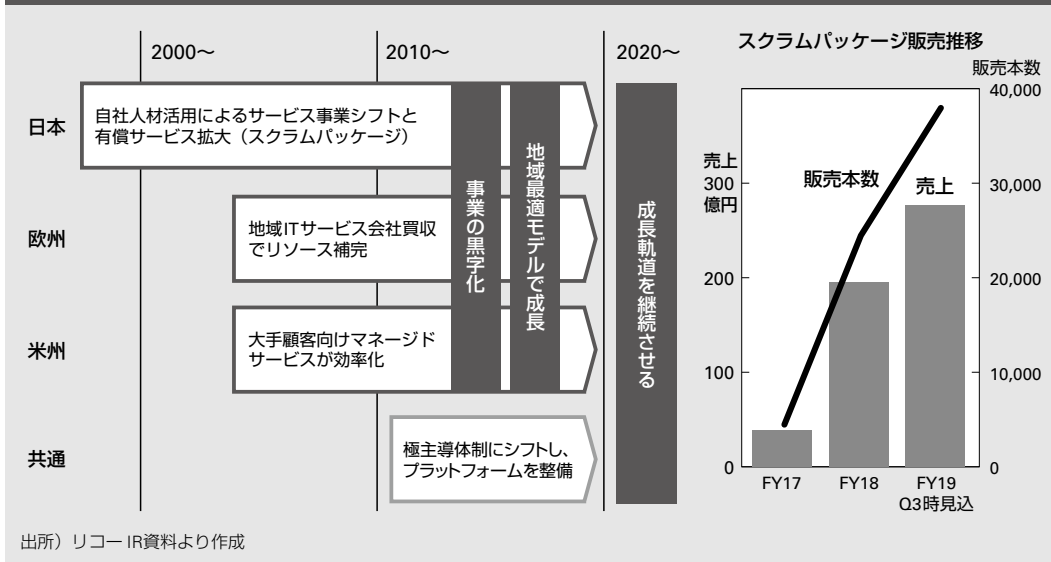 2000〜
2010〜
2020〜
日本
自社人材活用によるサービス事業シフトと
有償サービス拡大（スクラムパッケージ）
欧州
地域ITサービス会社買収
でリソース補完
米州
大手顧客向けマネージド
サービスが効率化
共通
極主導体制にシフトし、
プラットフォームを整備
事業の黒字化
地域最適モデルで成長
成長軌道を継続させる
スクラムパッケージ販売推移
販売本数
売上
億円
300
200
100
0
40,000
30,000
20,000
10,000
0
販売本数
売上
FY17
FY18
FY19
Q3時見込
出所）リコー IR資料より作成